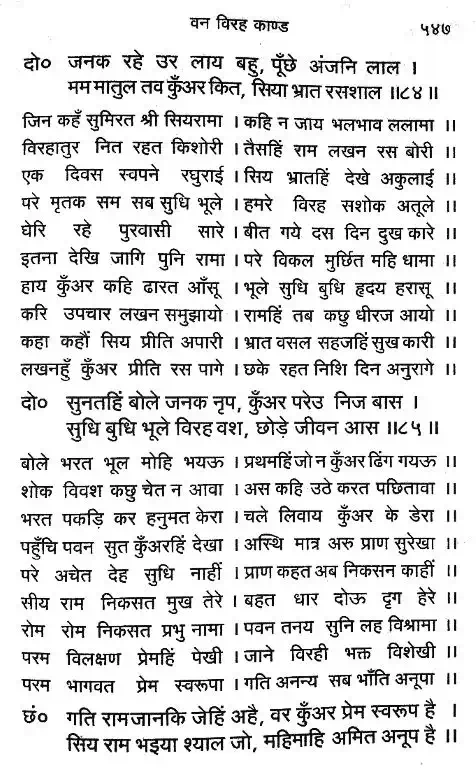 वन विरह काण्ड ५४७
दो० जनक रहे उर लाय बहु, पूँछे अंजनि लाल ।
मम मातुल तव कुँअर कित, सिया भ्रात रसशाल ॥८४॥
जिन कहँ सुमिरत श्री सियरामा । कहि न जाय भलभाव ललामा ॥
विरहातुर नित रहत किशोरी । तैसहिं राम लखन रस बोरी ॥
एक दिवस स्वपने रघुराई । सिय भ्रातहिं देखे अकुलाई ॥
परे मृतक सम सब सुधि भूले । हमरे विरह सशोक अतूले ॥
घेरि रहे पुरवासी सारे । बीत गये दस दिन दुख कारे ॥
इतना देखि जागि पुनि रामा । परे विकल मुर्छित महि धामा ॥
हाय कुँअर कहि ढारत आँसू । भूले सुधि बुधि हृदय हरासू ॥
करि उपचार लखन समुझायो । रामहिं तब कछु धीरज आयो ॥
कहा कहौं सिय प्रीति अपारी । भ्रात वसल सहजहिं सुख कारी ॥
लखनहुँ कुँअर प्रीति रस पागे । छके रहत निशि दिन अनुरागे ॥
दो० सुनतहिं बोले जनक नृप, कुँअर परेउ निज बास ।
सुधि बुधि भूले विरह वश, छोड़े जीवन आस ॥८५॥
बोले भरत भूल मोहि भयऊ । प्रथमहिं जो न कुँअर ढिंग गयऊ ॥
शोक विवश कछु चेत न आवा । अस कहि उठे करत पछितावा ॥
भरत पकड़ि कर हनुमत केरा । चले लिवाय कुँअर के डेरा ॥
पहुँचि पवन सुत कुँअरहिं देखा । अस्थि मात्र अरु प्राण सुरेखा ॥
परे अचेत देह सुधि नाहीं । प्राण कहत अब निकसन काहीं ॥
सीय राम निकसत मुख तेरे । बहत धार दोऊ दृग हेरे ॥
रोम रोम निकसत प्रभु नामा । पवन तनय सुनि लह विश्रामा ॥
परम विलक्षण प्रेमहिं पेखी । जाने विरही भक्त विशेखी ॥
परम भागवत प्रेम स्वरूपा । गति अनन्य सब भाँति अनूपा ॥
छं० गति रामजानकि जेहिं अहै, वर कुँअर प्रेम स्वरूप है ।
सिय राम भइया श्याल जो, महिमाहि अमित अनूप है ॥